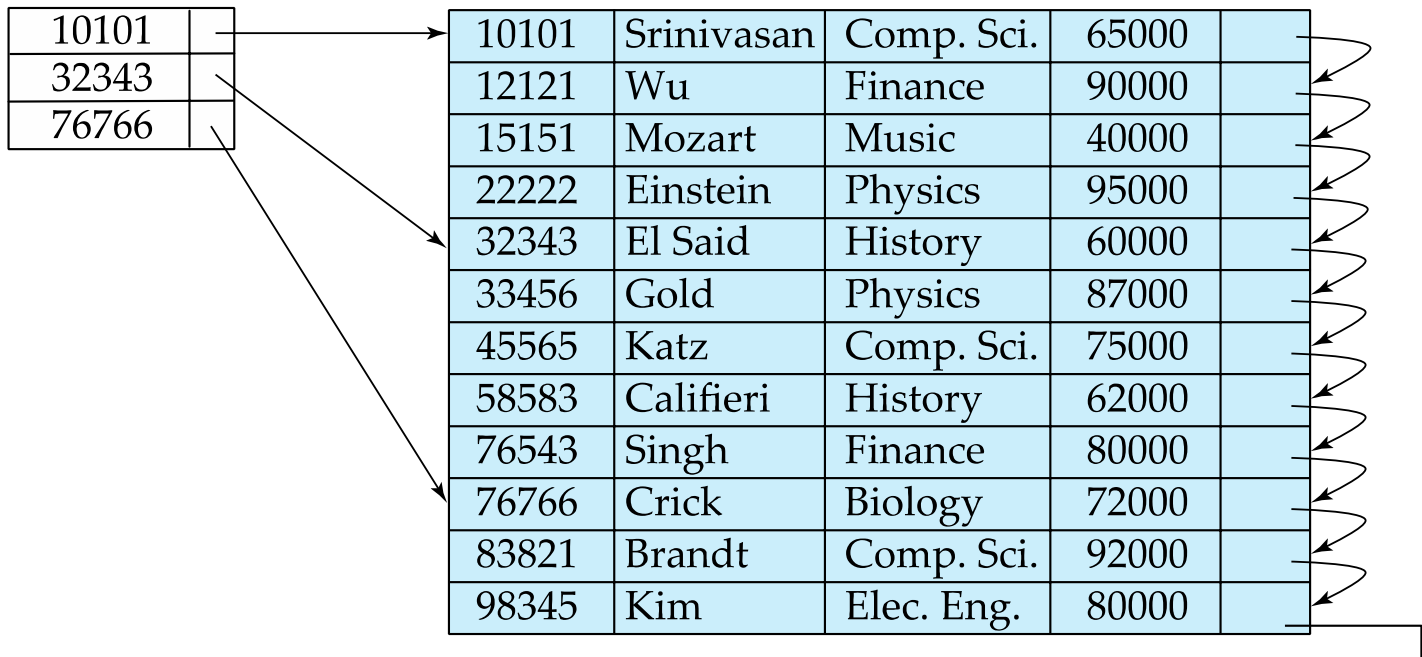 10101
32343
76766
10101 Srinivasan Comp. Sci. 65000
12121 Wu Finance 90000
15151 Mozart Music 40000
22222 Einstein Physics 95000
32343 El Said History 60000
33456 Gold Physics 87000
45565 Katz Comp. Sci. 75000
58583 Califieri History 62000
76543 Singh Finance 80000
76766 Crick Biology 72000
83821 Brandt Comp. Sci. 92000
98345 Kim Elec. Eng. 80000